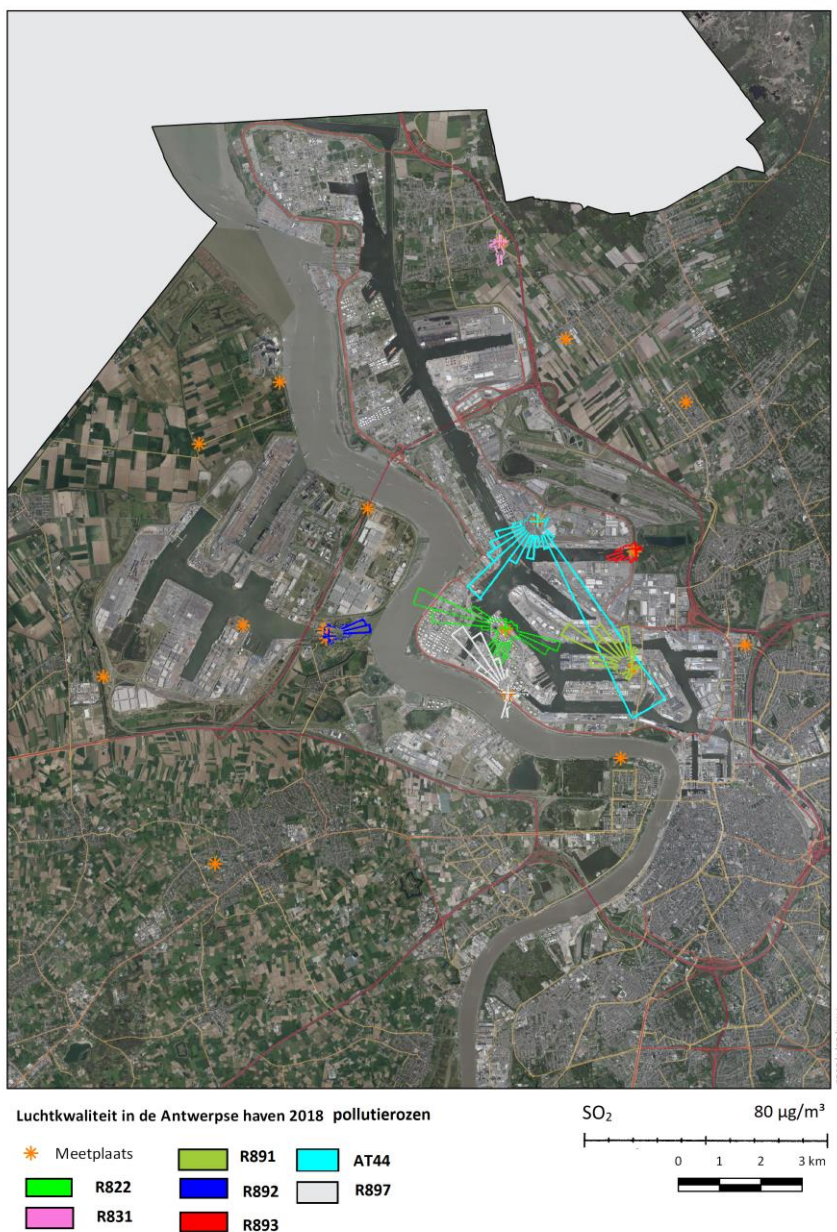 Luchtkwaliteit in de Antwerpse haven 2018 pollutierozen
SO₂ 80 µg/m³
Meetplaats
R822
R831
R891
R892
R893
AT44
R897
0 1 2 3 km